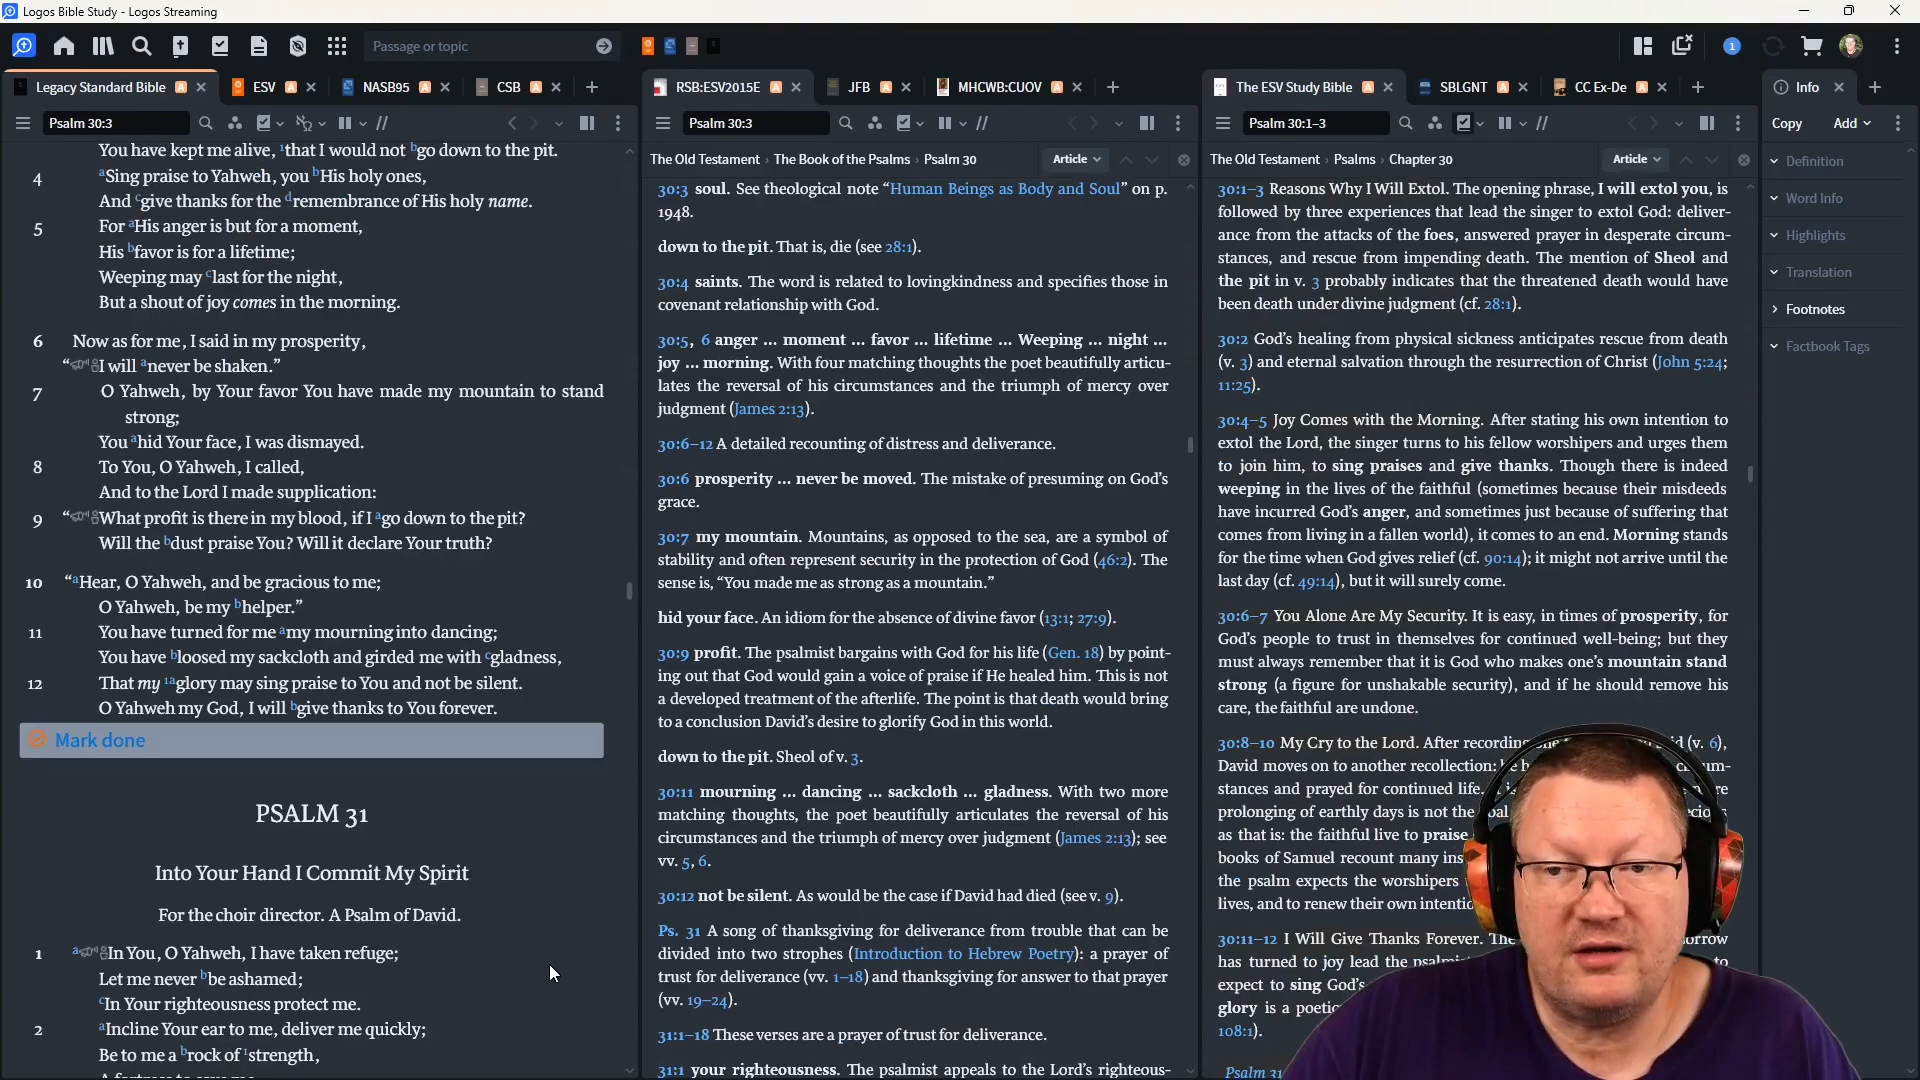 Logos Bible Study - Logos Streaming
Passage or topic
1
Legacy Standard Bible A
ESV A
NASB95 A
CSB A
RSB:ESV2015E A
JFB A
MHCWB:CUOV A
The ESV Study Bible A
SBLGNT A
CC Ex-De A
Info
Psalm 30:3
Psalm 30:3
Psalm 30:1–3
Copy Add
You have kept me alive, ¹that I would not ᵇgo down to the pit.
4 ᵃSing praise to Yahweh, you ᵇHis holy ones,
And ᶜgive thanks for the ᵈremembrance of His holy name.
5 For ᵃHis anger is but for a moment,
His ᵇfavor is for a lifetime;
Weeping may ᶜlast for the night,
But a shout of joy comes in the morning.
6 Now as for me, I said in my prosperity,
“I will ᵃnever be shaken.”
7 O Yahweh, by Your favor You have made my mountain to stand
strong;
You ᵃhid Your face, I was dismayed.
8 To You, O Yahweh, I called,
And to the Lord I made supplication:
9 “What profit is there in my blood, if I ᵃgo down to the pit?
Will the ᵇdust praise You? Will it declare Your truth?
10 “ᵃHear, O Yahweh, and be gracious to me;
O Yahweh, be my ᵇhelper.”
11 You have turned for me ᵃmy mourning into dancing;
You have ᵇloosed my sackcloth and girded me with ᶜgladness,
12 That my ¹ᵃglory may sing praise to You and not be silent.
O Yahweh my God, I will ᵇgive thanks to You forever.
Mark done
PSALM 31
Into Your Hand I Commit My Spirit
For the choir director. A Psalm of David.
1 ᵃIn You, O Yahweh, I have taken refuge;
Let me never ᵇbe ashamed;
ᶜIn Your righteousness protect me.
2 ᵃIncline Your ear to me, deliver me quickly;
Be to me a ᵇrock of ¹strength,
The Old Testament › The Book of the Psalms › Psalm 30
Article
30:3 soul. See theological note “Human Beings as Body and Soul” on p.
1948.
down to the pit. That is, die (see 28:1).
30:4 saints. The word is related to lovingkindness and specifies those in
covenant relationship with God.
30:5, 6 anger ... moment ... favor ... lifetime ... Weeping ... night ...
joy ... morning. With four matching thoughts the poet beautifully articu-
lates the reversal of his circumstances and the triumph of mercy over
judgment (James 2:13).
30:6–12 A detailed recounting of distress and deliverance.
30:6 prosperity ... never be moved. The mistake of presuming on God’s
grace.
30:7 my mountain. Mountains, as opposed to the sea, are a symbol of
stability and often represent security in the protection of God (46:2). The
sense is, “You made me as strong as a mountain.”
hid your face. An idiom for the absence of divine favor (13:1; 27:9).
30:9 profit. The psalmist bargains with God for his life (Gen. 18) by point-
ing out that God would gain a voice of praise if He healed him. This is not
a developed treatment of the afterlife. The point is that death would bring
to a conclusion David’s desire to glorify God in this world.
down to the pit. Sheol of v. 3.
30:11 mourning ... dancing ... sackcloth ... gladness. With two more
matching thoughts, the poet beautifully articulates the reversal of his
circumstances and the triumph of mercy over judgment (James 2:13); see
vv. 5, 6.
30:12 not be silent. As would be the case if David had died (see v. 9).
Ps. 31 A song of thanksgiving for deliverance from trouble that can be
divided into two strophes (Introduction to Hebrew Poetry): a prayer of
trust for deliverance (vv. 1–18) and thanksgiving for answer to that prayer
(vv. 19–24).
31:1–18 These verses are a prayer of trust for deliverance.
31:1 your righteousness. The psalmist appeals to the Lord’s righteous-
The Old Testament › Psalms › Chapter 30
Article
30:1–3 Reasons Why I Will Extol. The opening phrase, I will extol you, is
followed by three experiences that lead the singer to extol God: deliver-
ance from the attacks of the foes, answered prayer in desperate circum-
stances, and rescue from impending death. The mention of Sheol and
the pit in v. 3 probably indicates that the threatened death would have
been death under divine judgment (cf. 28:1).
30:2 God’s healing from physical sickness anticipates rescue from death
(v. 3) and eternal salvation through the resurrection of Christ (John 5:24;
11:25).
30:4–5 Joy Comes with the Morning. After stating his own intention to
extol the Lord, the singer turns to his fellow worshipers and urges them
to join him, to sing praises and give thanks. Though there is indeed
weeping in the lives of the faithful (sometimes because their misdeeds
have incurred God’s anger, and sometimes just because of suffering that
comes from living in a fallen world), it comes to an end. Morning stands
for the time when God gives relief (cf. 90:14); it might not arrive until the
last day (cf. 49:14), but it will surely come.
30:6–7 You Alone Are My Security. It is easy, in times of prosperity, for
God’s people to trust in themselves for continued well-being; but they
must always remember that it is God who makes one’s mountain stand
strong (a figure for unshakable security), and if he should remove his
care, the faithful are undone.
30:8–10 My Cry to the Lord. After recording (v. 6),
David moves on to another recollection:
stances and prayed for continued life.
prolonging of earthly days is not the
as that is: the faithful live to praise
books of Samuel recount many
the psalm expects the worshipers
lives, and to renew their own
30:11–12 I Will Give Thanks Forever.
has turned to joy lead the to
expect to sing God’s
glory is a
108:1).
Psalm 31
Definition
Word Info
Highlights
Translation
Footnotes
Factbook Tags